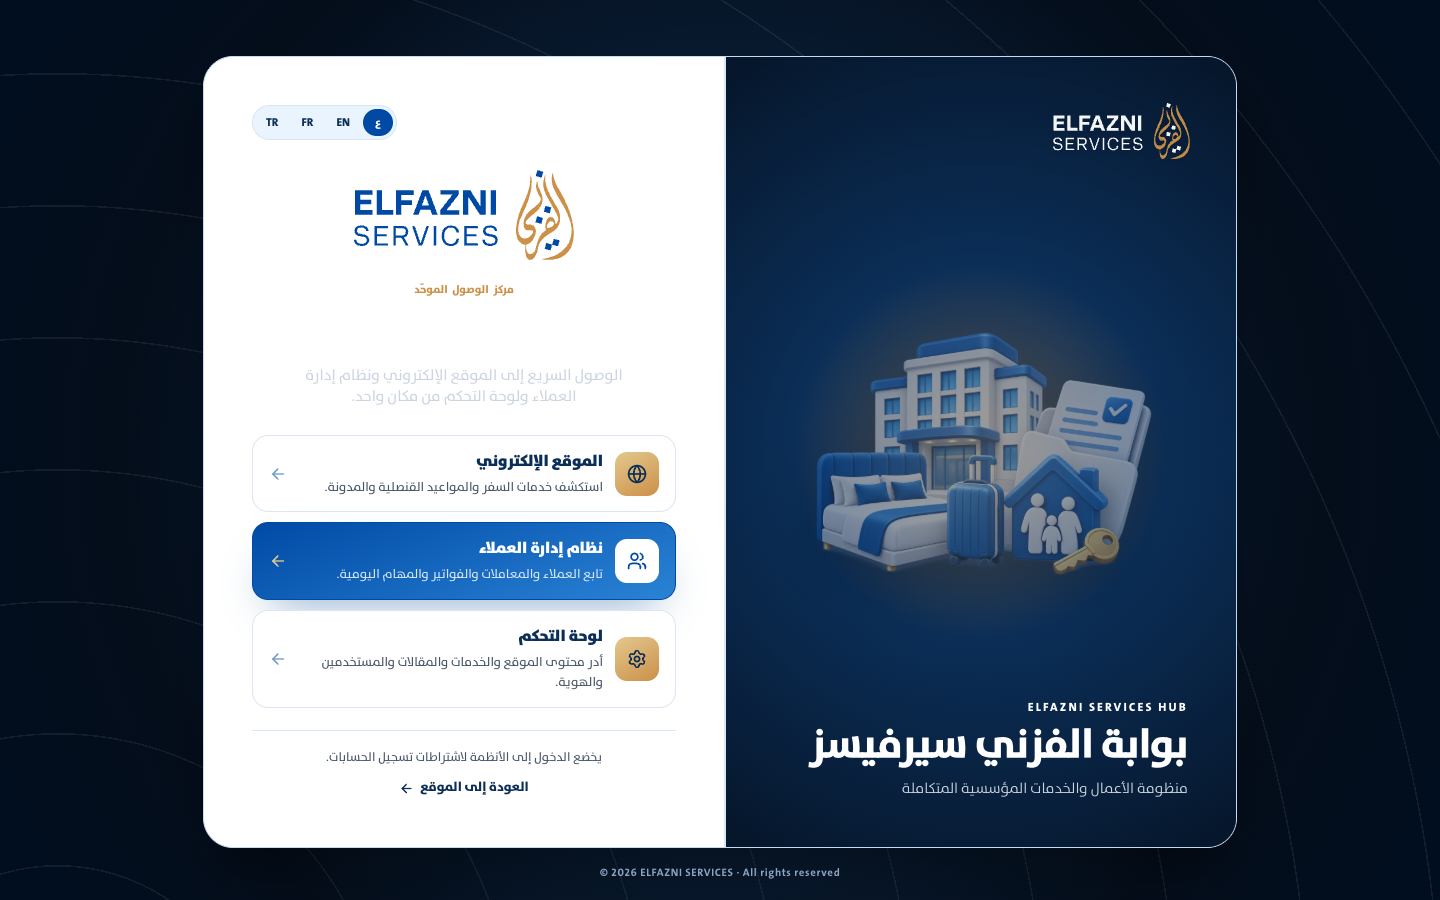 ELFAZNI
SERVICES
ELFAZNI SERVICES HUB
بوابة الفزني سيرفيسز
منظومة الأعمال والخدمات المؤسسية المتكاملة
ع EN FR TR
ELFAZNI
SERVICES
مركز الوصول الموحّد
الوصول السريع إلى الموقع الإلكتروني ونظام إدارة
العملاء ولوحة التحكم من مكان واحد.
الموقع الإلكتروني
استكشف خدمات السفر والمواعيد القنصلية والمدونة.
نظام إدارة العملاء
تابع العملاء والمعاملات والفواتير والمهام اليومية.
لوحة التحكم
أدر محتوى الموقع والخدمات والمقالات والمستخدمين
والهوية.
يخضع الدخول إلى الأنظمة لاشتراطات تسجيل الحسابات.
العودة إلى الموقع ←
© 2026 ELFAZNI SERVICES · All rights reserved